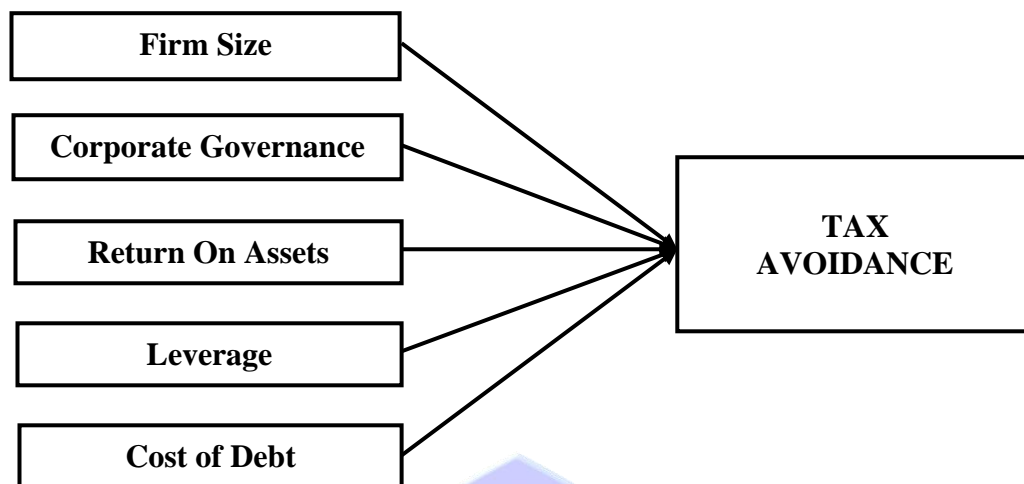 Firm Size
Corporate Governance
Return On Assets
Leverage
Cost of Debt
TAX
AVOIDANCE